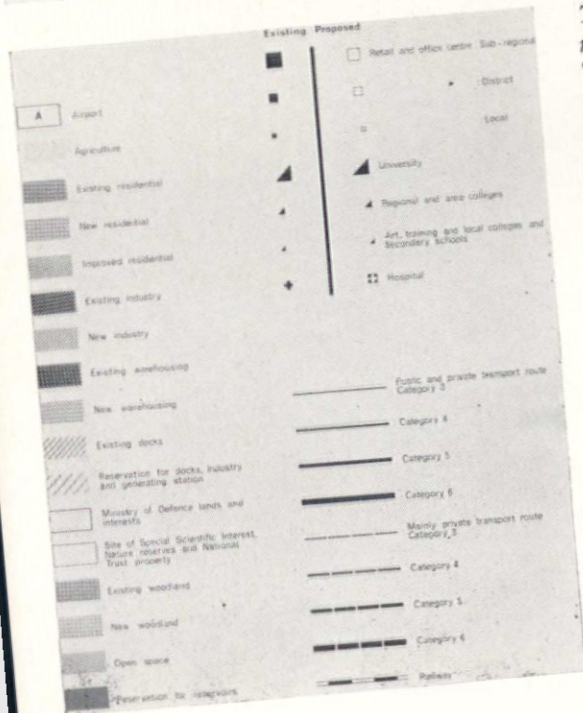 Existing Proposed
A Airport
Agriculture
Existing residential
New residential
Improved residential
Existing industry
New industry
Existing warehousing
New warehousing
Existing docks
Reservation for docks, industry
and generating station
Ministry of Defence lands and
interests
Site of Special Scientific Interest,
Nature reserves and National
Trust property
Existing woodland
New woodland
Open space
Reservation for reservoirs
Retail and office centre Sub-regional
District
Local
University
Regional and area colleges
Art, training and local colleges and
Secondary schools
Hospital
Public and private transport route
Category 3
Category 4
Category 5
Category 6
Mainly private transport route
Category 3
Category 4
Category 5
Category 6
Railway